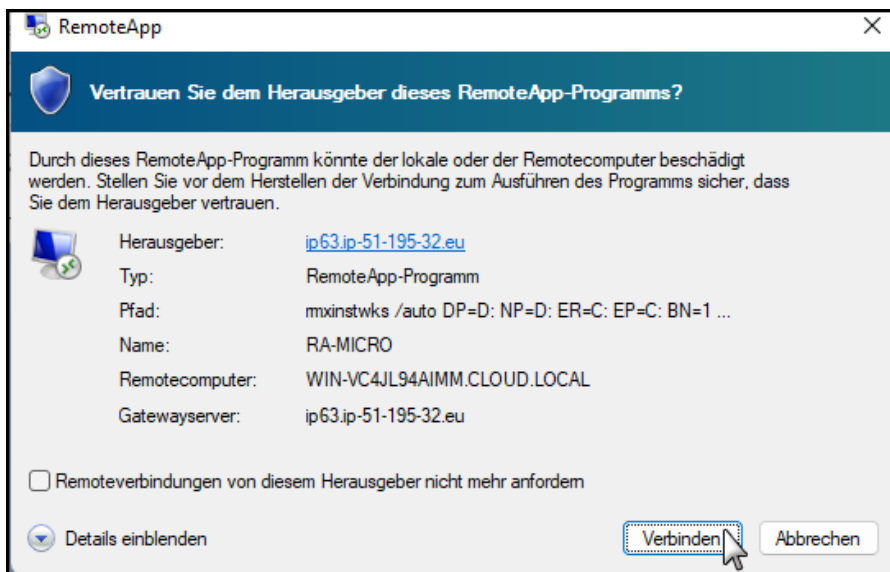 RemoteApp
Vertrauen Sie dem Herausgeber dieses RemoteApp-Programms?
Durch dieses RemoteApp-Programm könnte der lokale oder der Remotecomputer beschädigt
werden. Stellen Sie vor dem Herstellen der Verbindung zum Ausführen des Programms sicher, dass
Sie dem Herausgeber vertrauen.
Herausgeber: ip63.ip-51-195-32.eu
Typ: RemoteApp-Programm
Pfad: rmxinstwks /auto DP=D: NP=D: ER=C: EP=C: BN=1 ...
Name: RA-MICRO
Remotecomputer: WIN-VC4JL94AIMM.CLOUD.LOCAL
Gatewayserver: ip63.ip-51-195-32.eu
Remoteverbindungen von diesem Herausgeber nicht mehr anfordern
Details einblenden Verbinden Abbrechen